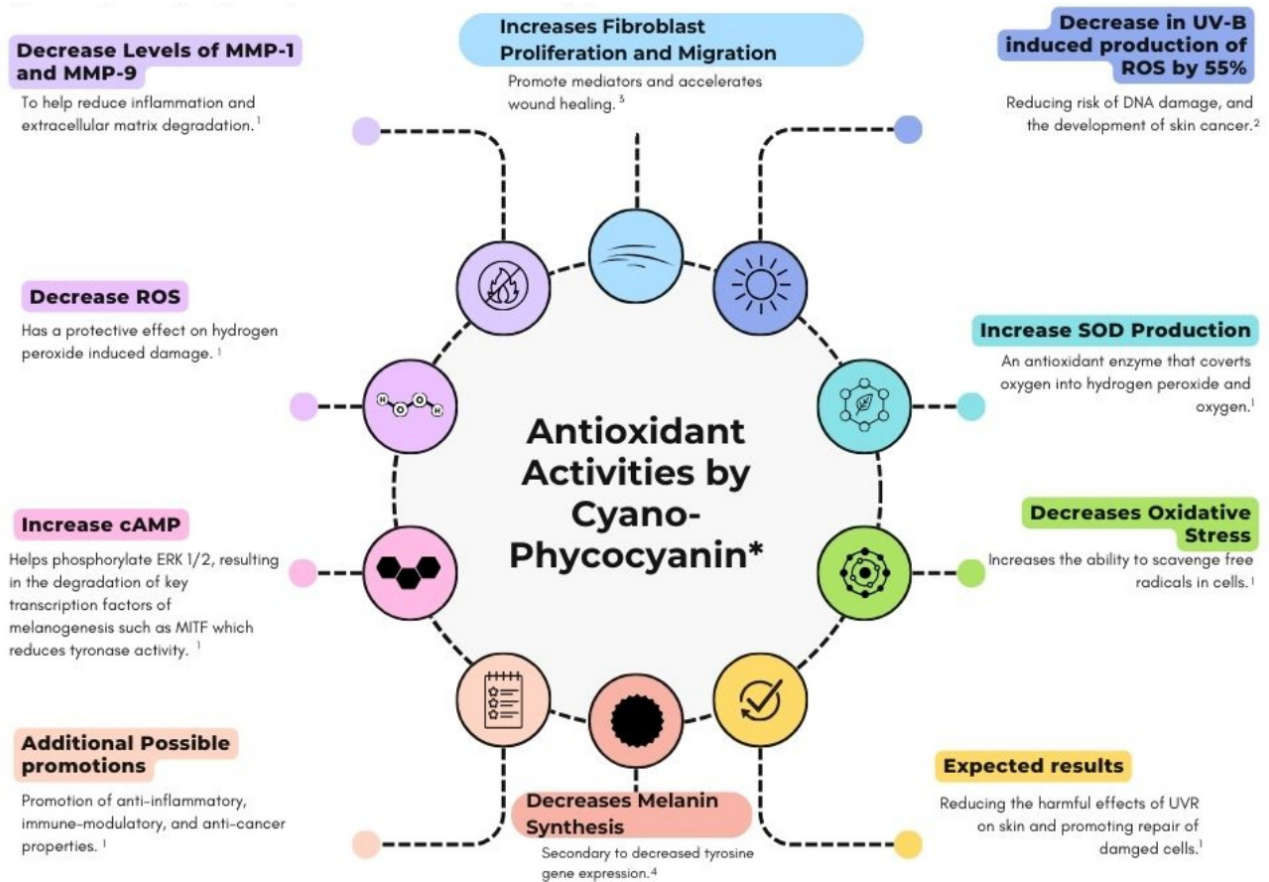 Decrease Levels of MMP-1
and MMP-9
To help reduce inflammation and
extracellular matrix degradation. 1
Increases Fibroblast
Proliferation and Migration
Promote mediators and accelerates
wound healing. 3
Decrease in UV-B
induced production of
ROS by 55%
Reducing risk of DNA damage, and
the development of skin cancer.2
Decrease ROS
Has a protective effect on hydrogen
peroxide induced damage. 1
H O O H
Increase SOD Production
An antioxidant enzyme that coverts
oxygen into hydrogen peroxide and
oxygen.1
Antioxidant
Activities by
Cyano-
Phycocyanin*
Increase cAMP
Helps phosphorylate ERK 1/2, resulting
in the degradation of key
transcription factors of
melanogenesis such as MITF which
reduces tyronase activity. 1
Decreases Oxidative
Stress
Increases the ability to scavenge free
radicals in cells.1
Additional Possible
promotions
Promotion of anti-inflammatory,
immune-modulatory, and anti-cancer
properties. 1
Decreases Melanin
Synthesis
Secondary to decreased tyrosine
gene expression.4
Expected results
Reducing the harmful effects of UVR
on skin and promoting repair of
damged cells.1